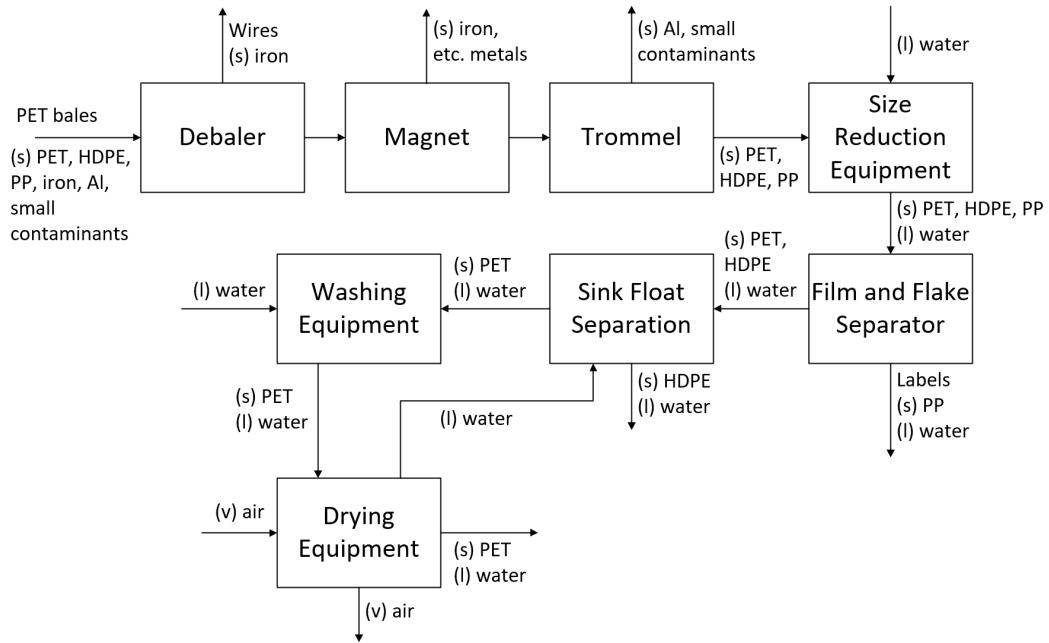 Wires
(s) iron
(s) iron,
etc. metals
(s) Al, small
contaminants
(l) water
PET bales
(s) PET, HDPE,
PP, iron, Al,
small
contaminants
Debaler
Magnet
Trommel
(s) PET,
HDPE, PP
Size
Reduction
Equipment
(s) PET, HDPE, PP
(l) water
(l) water
Washing
Equipment
(s) PET
(l) water
Sink Float
Separation
(s) PET,
HDPE
(l) water
Film and Flake
Separator
(s) PET
(l) water
(l) water
(s) HDPE
(l) water
Labels
(s) PP
(l) water
(v) air
Drying
Equipment
(s) PET
(l) water
(v) air